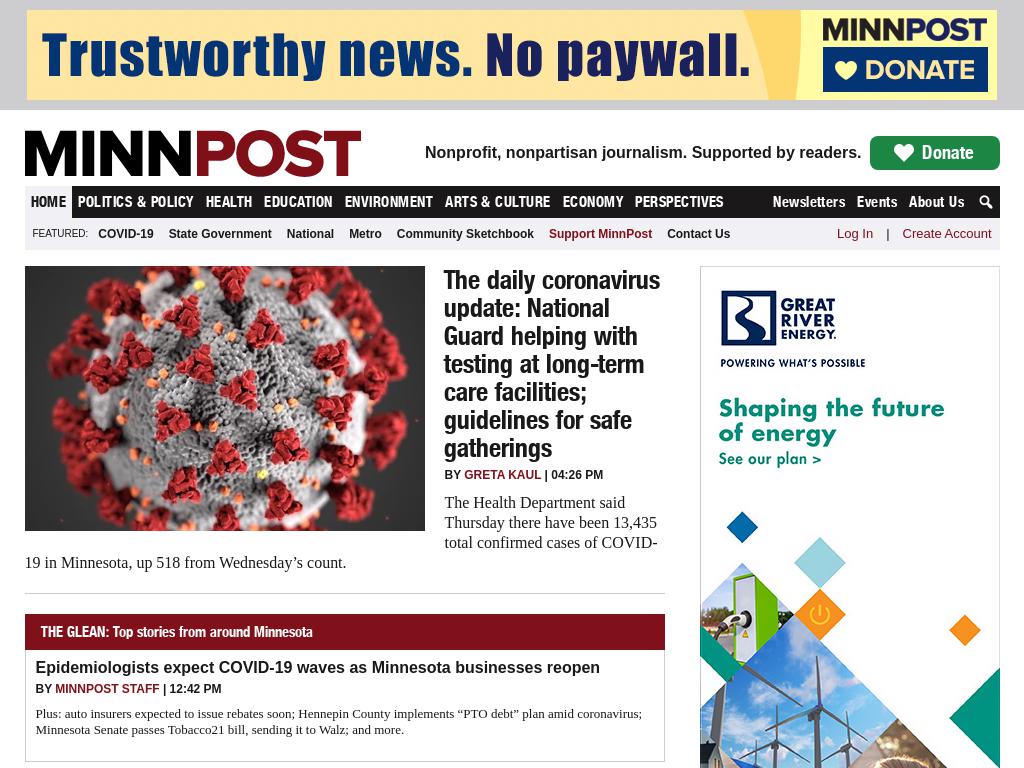 Trustworthy news. No paywall.
MINNPOST
DONATE
MINNPOST
Nonprofit, nonpartisan journalism. Supported by readers.
Donate
HOME POLITICS & POLICY HEALTH EDUCATION ENVIRONMENT ARTS & CULTURE ECONOMY PERSPECTIVES Newsletters Events About Us
FEATURED: COVID-19 State Government National Metro Community Sketchbook Support MinnPost Contact Us Log In | Create Account
The daily coronavirus
update: National
Guard helping with
testing at long-term
care facilities;
guidelines for safe
gatherings
BY GRETA KAUL | 04:26 PM
The Health Department said
Thursday there have been 13,435
total confirmed cases of COVID-
19 in Minnesota, up 518 from Wednesday’s count.
THE GLEAN: Top stories from around Minnesota
Epidemiologists expect COVID-19 waves as Minnesota businesses reopen
BY MINNPOST STAFF | 12:42 PM
Plus: auto insurers expected to issue rebates soon; Hennepin County implements “PTO debt” plan amid coronavirus;
Minnesota Senate passes Tobacco21 bill, sending it to Walz; and more.
GREAT
RIVER
ENERGY.
POWERING WHAT’S POSSIBLE
Shaping the future
of energy
See our plan >